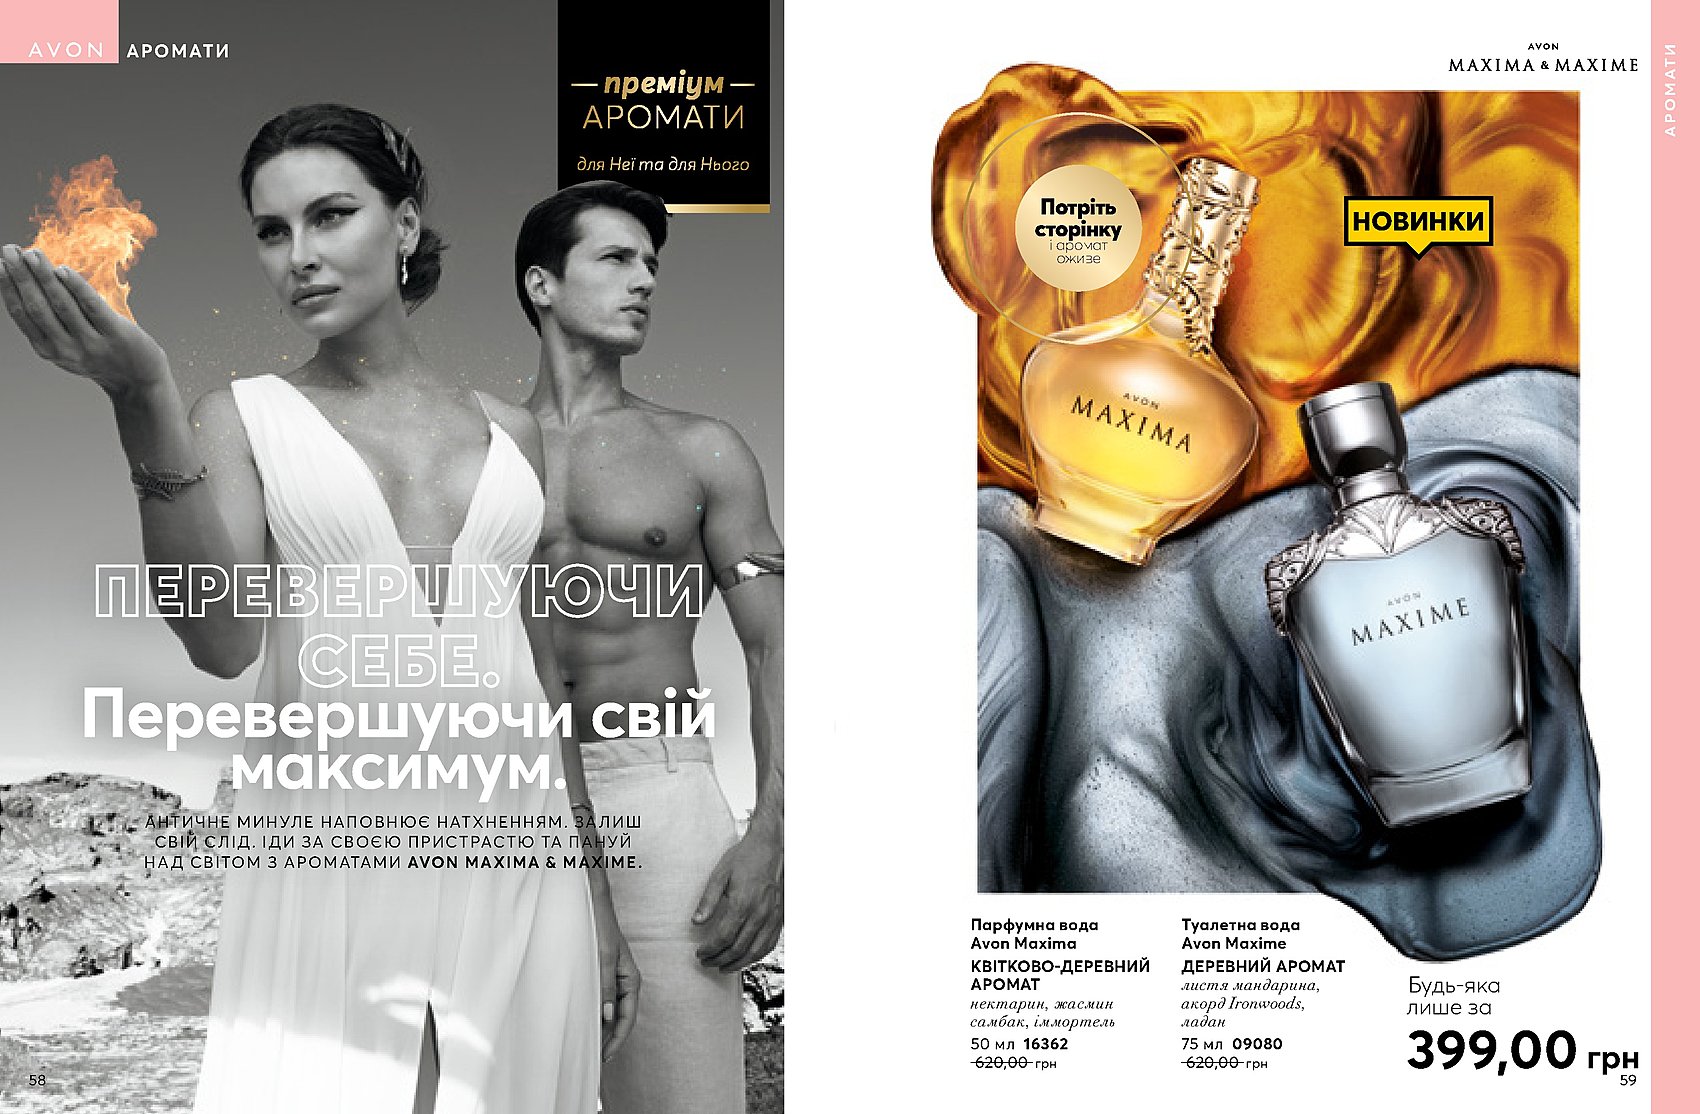 AVON АРОМАТИ
преміум
АРОМАТИ
для Неї та для Нього
ПЕРЕВЕРШУЮЧИ
СЕБЕ.
Перевершуючи свій
максимум.
АНТИЧНЕ МИНУЛЕ НАПОВНЮЄ НАТХНЕННЯМ. ЗАЛИШ
СВІЙ СЛІД. ІДИ ЗА СВОЄЮ ПРИСТРАСТЮ ТА ПАНУЙ
НАД СВІТОМ З АРОМАТАМИ AVON MAXIMA & MAXIME.
58
AVON
MAXIMA & MAXIME
АРОМАТИ
Потріть
сторінку
і аромат
оживе
НОВИНКИ
AVON
MAXIMA
AVON
MAXIME
Парфумна вода
Avon Maxima
КВІТКОВО-ДЕРЕВНИЙ
АРОМАТ
нектарин, жасмин
самбак, іммортель
50 мл 16362
620,00 грн
Туалетна вода
Avon Maxime
ДЕРЕВНИЙ АРОМАТ
листя мандарина,
акорд Ironwoods,
ладан
75 мл 09080
620,00 грн
Будь-яка
лише за
399,00 грн
59